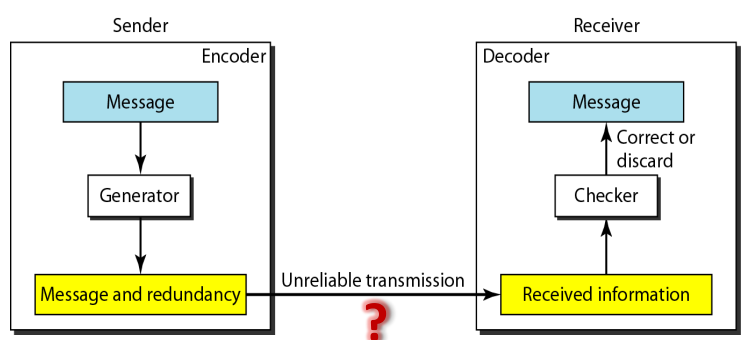 Sender
Receiver
Encoder
Decoder
Message
Message
Correct or
discard
Generator
Checker
Unreliable transmission
Message and redundancy
Received information
?